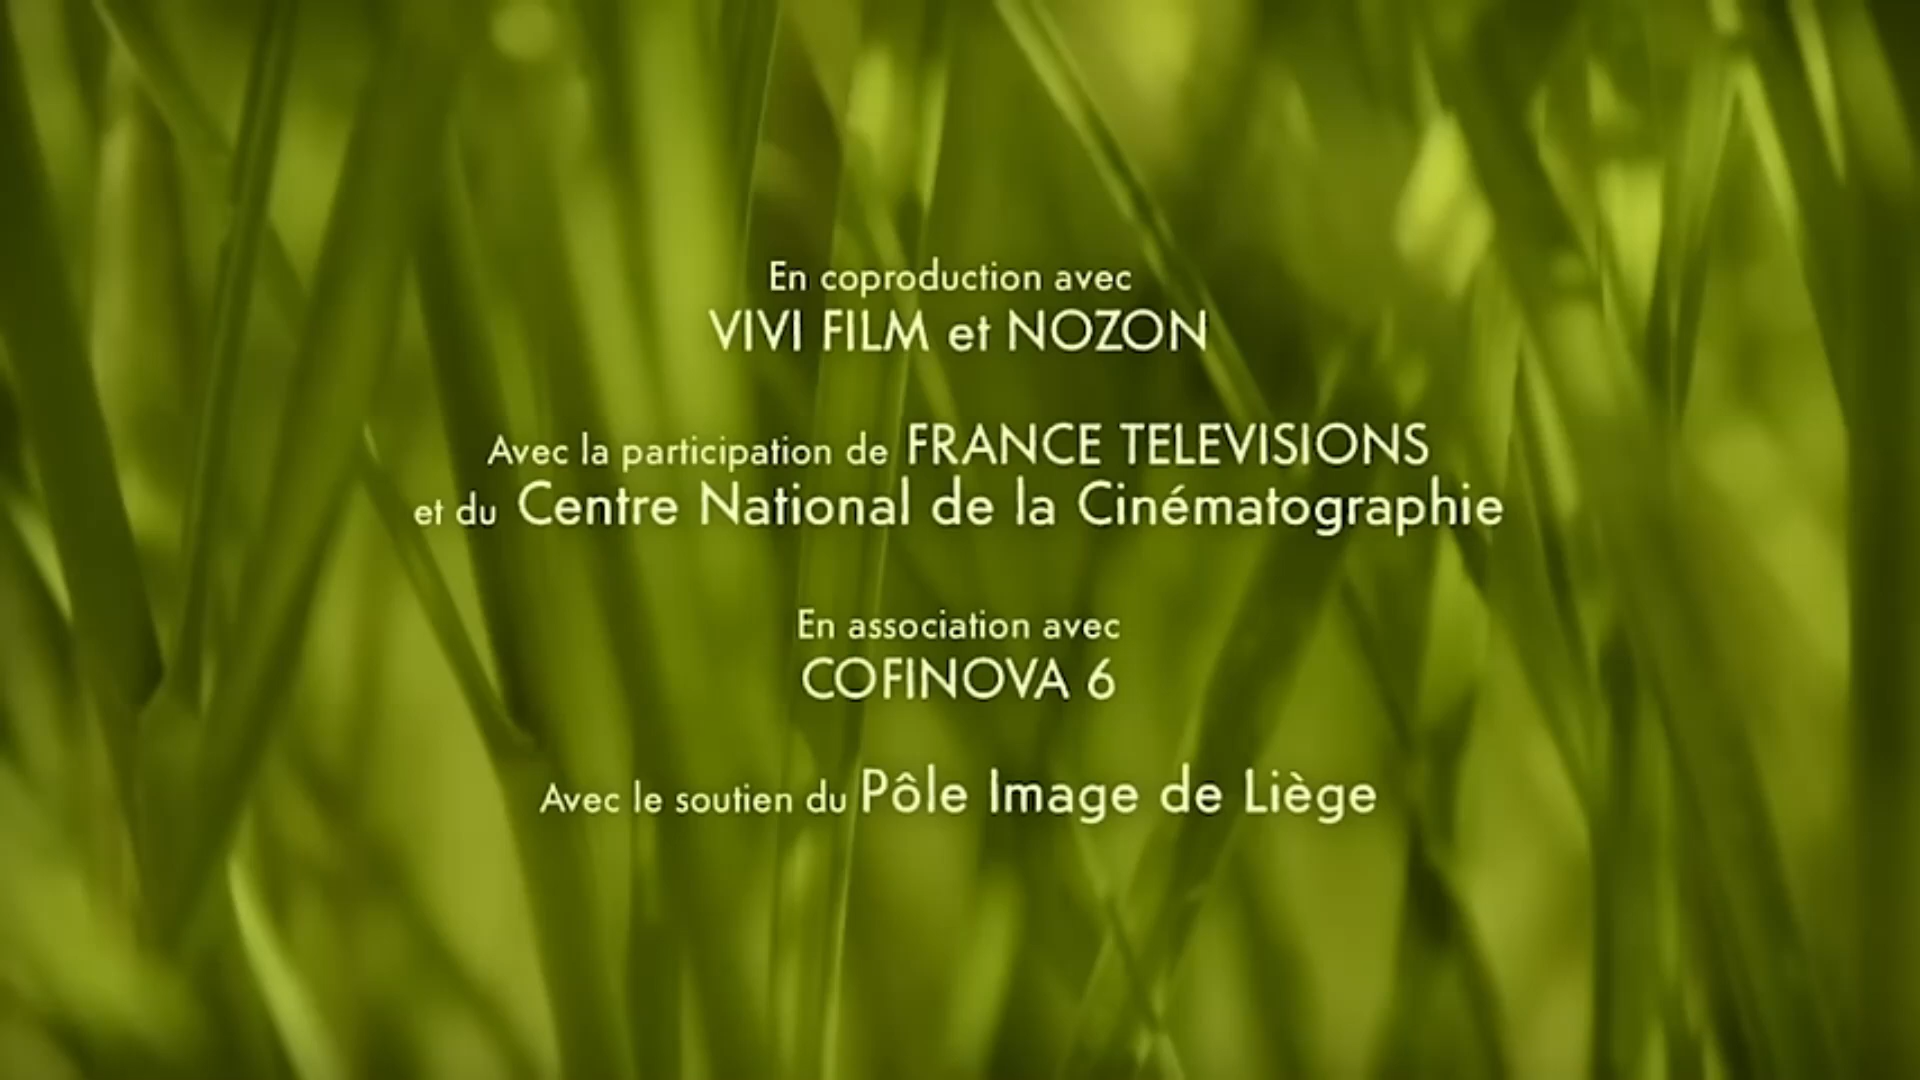 En coproduction avec
VIVI FILM et NOZON
Avec la participation de FRANCE TELEVISIONS
et du Centre National de la Cinématographie
En association avec
COFINOVA 6
Avec le soutien du Pôle Image de Liège